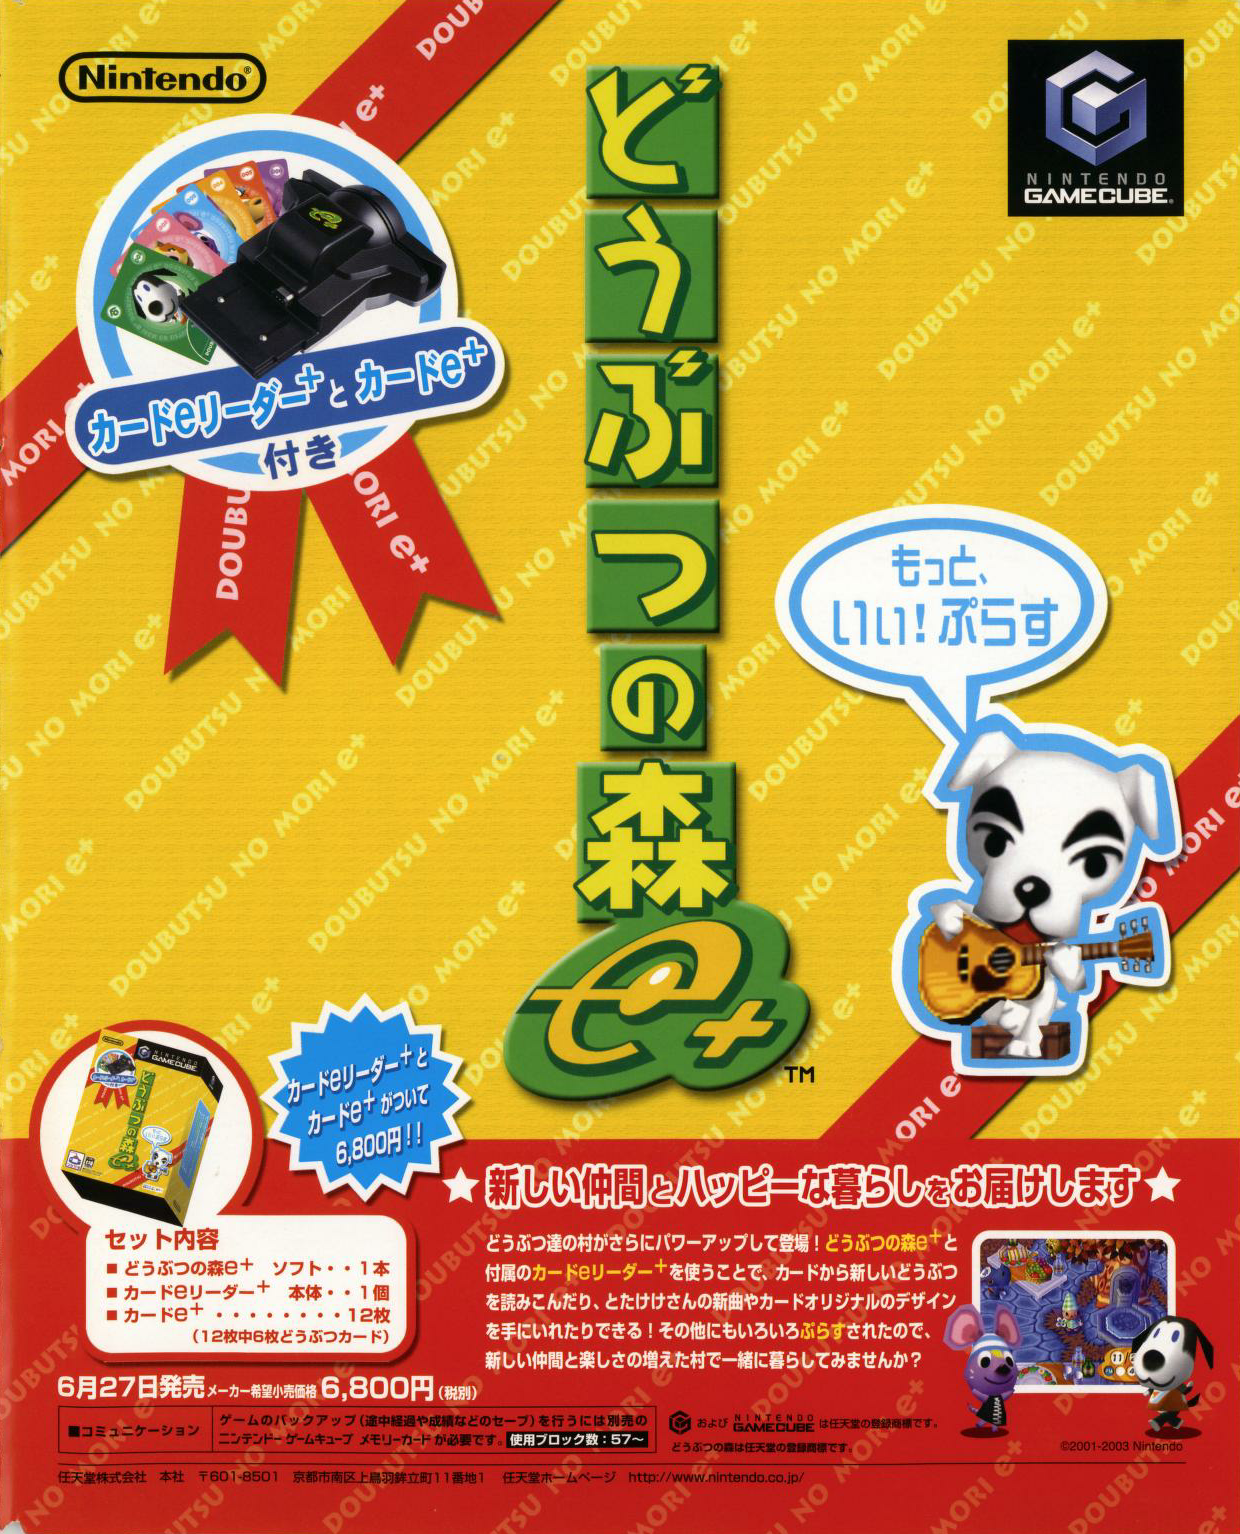 Nintendo®
NINTENDO
GAMECUBE®
どうぶつの森
e+
TM
カードeリーダー+とカードe+
付き
DOUBUTSU NO MORI e+
もっと、
いい!ぷらす
カードeリーダー+と
カードe+がついて
6,800円!!
セット内容
■どうぶつの森e+ ソフト・・1本
■カードeリーダー+ 本体・・1個
■カードe+・・・・・・・・12枚
(12枚中6枚どうぶつカード)
★新しい仲間とハッピーな暮らしをお届けします★
どうぶつ達の村がさらにパワーアップして登場!どうぶつの森e+と
付属のカードeリーダー+を使うことで、カードから新しいどうぶつ
を読みこんだり、とたけけさんの新曲やカードオリジナルのデザイン
を手にいれたりできる!その他にもいろいろぷらすされたので、
新しい仲間と楽しさの増えた村で一緒に暮らしてみませんか?
6月27日発売メーカー希望小売価格6,800円(税別)
■コミュニケーション
ゲームのバックアップ(途中経過や成績などのセーブ)を行うには別売の
ニンテンドーゲームキューブ メモリーカードが必要です。使用ブロック数:57〜
および NINTENDO GAMECUBE は任天堂の登録商標です。
どうぶつの森は任天堂の登録商標です。
©2001-2003 Nintendo
任天堂株式会社 本社 〒601-8501 京都市南区上鳥羽鉾立町11番地1 任天堂ホームページ http://www.nintendo.co.jp/